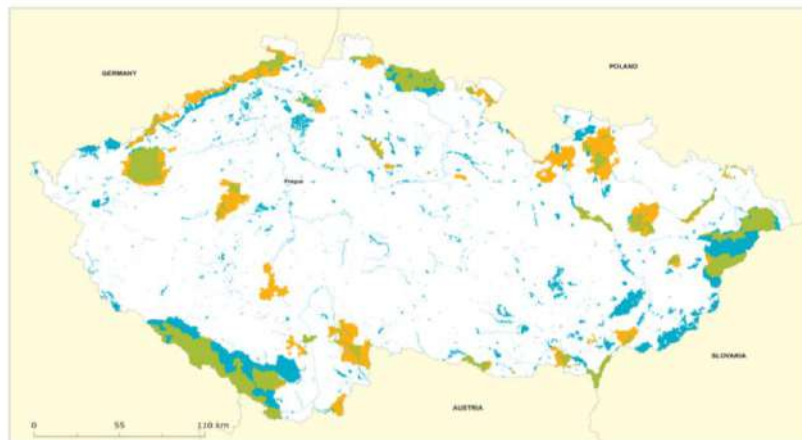 GERMANY
POLAND
Prague
SLOVAKIA
AUSTRIA
0 55 110 km